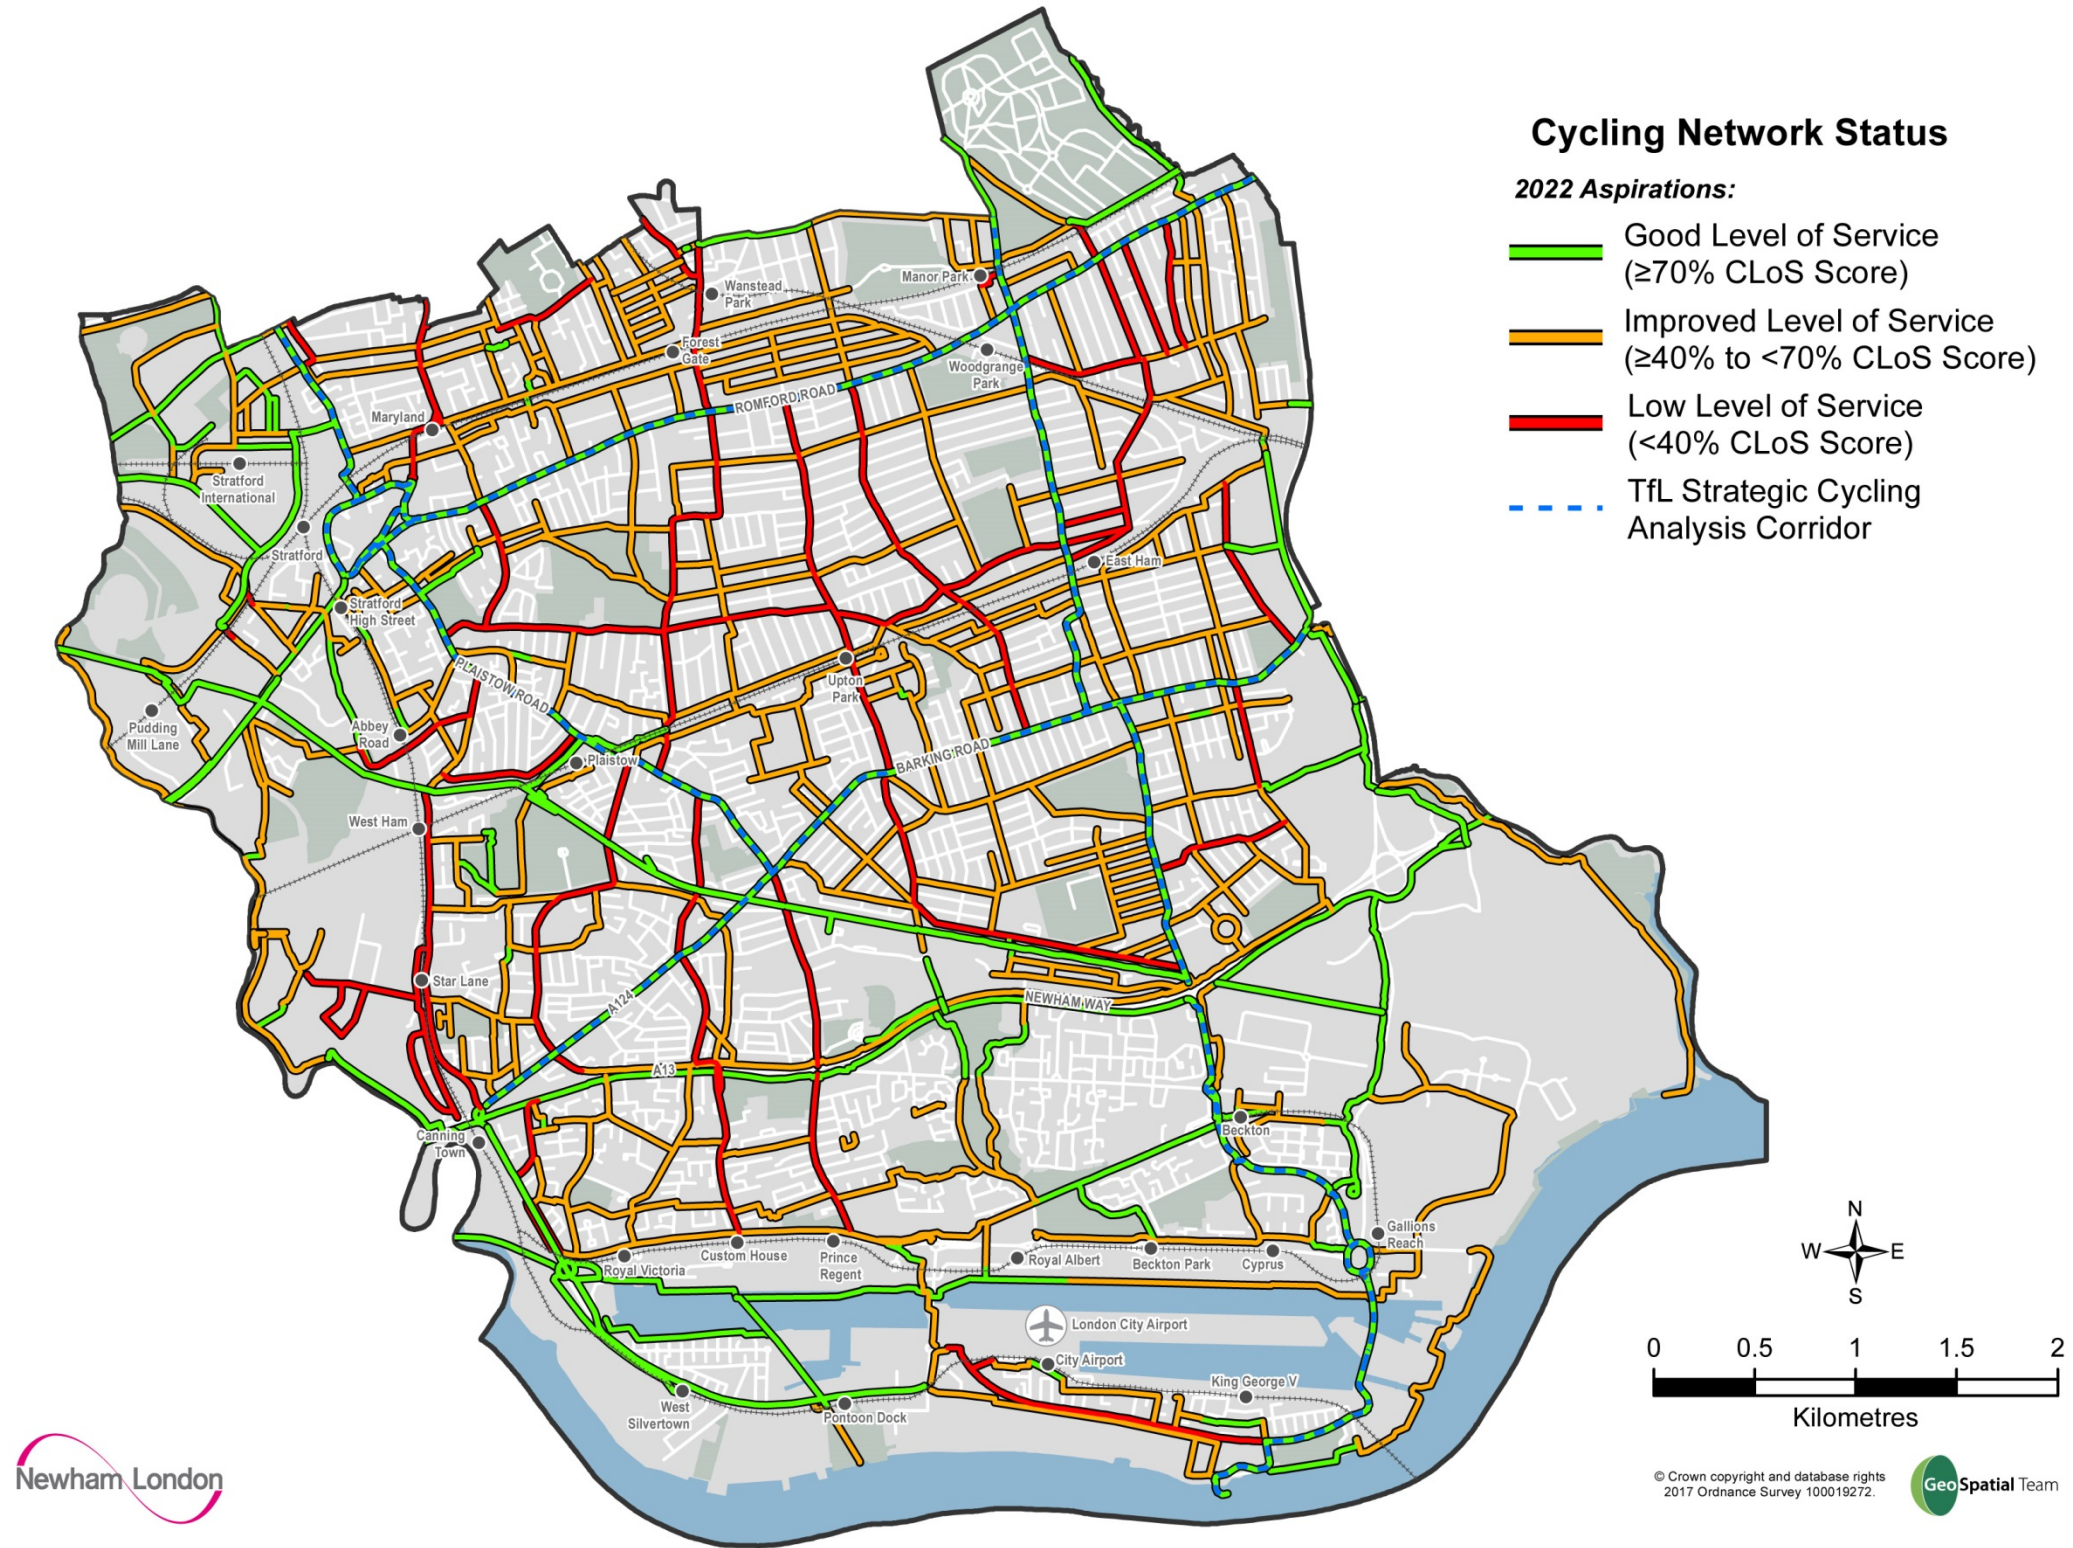 Cycling Network Status
2022 Aspirations:
Good Level of Service
(≥70% CLoS Score)
Improved Level of Service
(≥40% to <70% CLoS Score)
Low Level of Service
(<40% CLoS Score)
TfL Strategic Cycling
Analysis Corridor
Manor Park
Wanstead
Park
Forest
Gate
Woodgrange
Park
ROMFORD ROAD
Maryland
Stratford
International
Stratford
East Ham
Stratford
High Street
PLAISTOW ROAD
Upton
Park
Pudding
Mill Lane
Abbey
Road
Plaistow
BARKING ROAD
West Ham
Star Lane
A124
NEWHAM WAY
A13
Canning
Town
Beckton
Royal Victoria
Custom House
Prince
Regent
Royal Albert
Beckton Park
Cyprus
Gallions
Reach
London City Airport
City Airport
King George V
West
Silvertown
Pontoon Dock
N
W
E
S
0 0.5 1 1.5 2
Kilometres
Newham London
© Crown copyright and database rights
2017 Ordnance Survey 100019272.
GeoSpatial Team